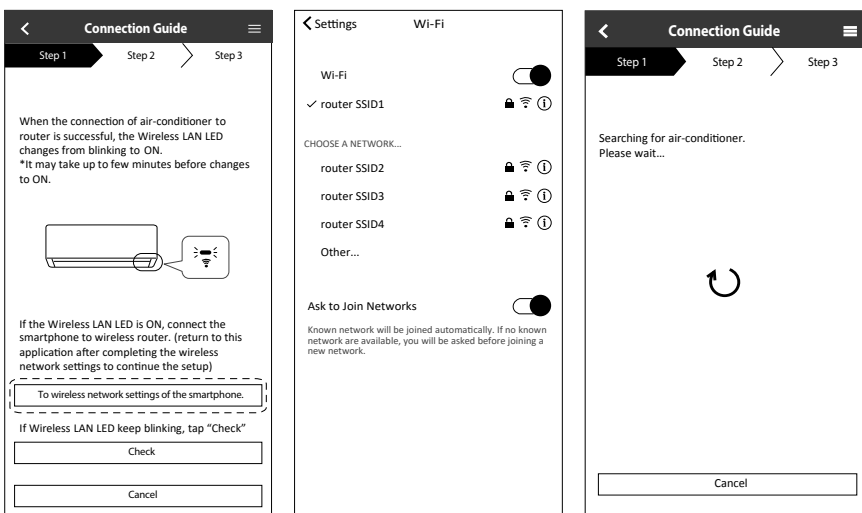 Connection Guide
Step 1
Step 2
Step 3
When the connection of air-conditioner to
router is successful, the Wireless LAN LED
changes from blinking to ON.
*It may take up to few minutes before changes
to ON.
If the Wireless LAN LED is ON, connect the
smartphone to wireless router. (return to this
application after completing the wireless
network settings to continue the setup)
To wireless network settings of the smartphone.
If Wireless LAN LED keep blinking, tap “Check”
Check
Cancel
Settings
Wi-Fi
Wi-Fi
router SSID1
CHOOSE A NETWORK...
router SSID2
router SSID3
router SSID4
Other...
Ask to Join Networks
Known network will be joined automatically. If no known
network are available, you will be asked before joining a
new network.
Connection Guide
Step 1
Step 2
Step 3
Searching for air-conditioner.
Please wait...
Cancel